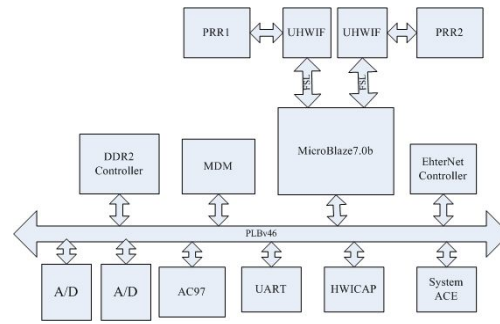 PRR1
UHWIF
UHWIF
PRR2
FSL
FSL
MicroBlaze7.0b
DDR2
Controller
MDM
EhterNet
Controller
PLBv46
A/D
A/D
AC97
UART
HWICAP
System
ACE